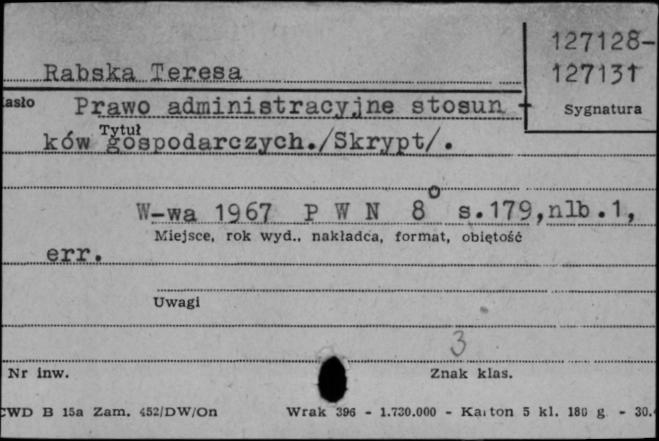 127128-
Rabska Teresa
127131
asło Prawo administracyjne stosun -
Sygnatura
Tytuł
ków gospodarczych./Skrypt/.
W-wa 1967 P W N 8° s.179,nlb.1,
Miejsce, rok wyd., nakładca, format, objętość
err.
Uwagi
3
Nr inw.
Znak klas.
CWD B 15a Zam. 452/DW/On Wrak 396 - 1.730.000 - Karton 5 kl. 180 g - 30.